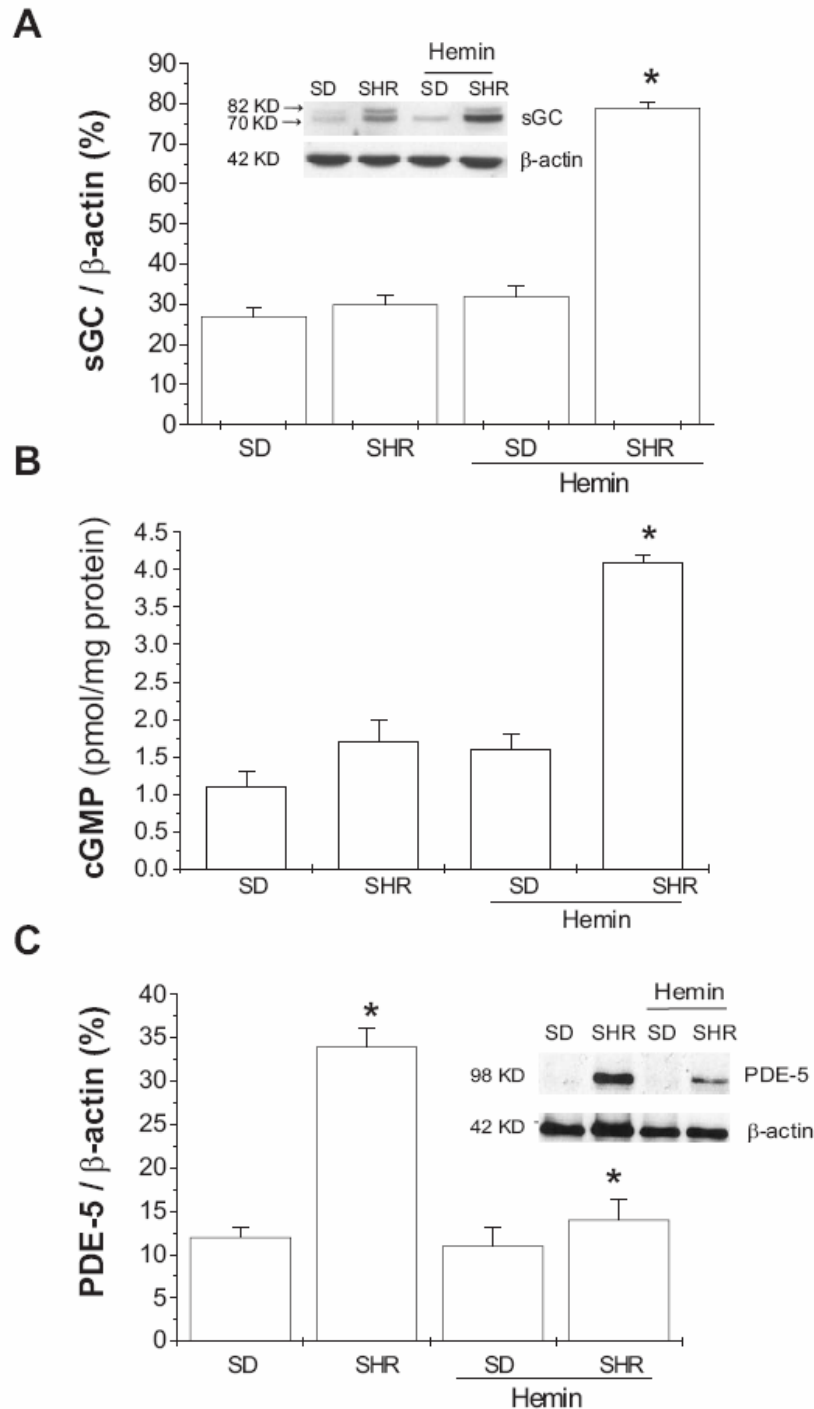 A
Hemin
SD SHR SD SHR
82 KD →
70 KD →
sGC
42 KD
β-actin
sGC / β-actin (%)
90
80
70
60
50
40
30
20
10
0
*
SD SHR SD SHR
Hemin
B
cGMP (pmol/mg protein)
4.5
4.0
3.5
3.0
2.5
2.0
1.5
1.0
0.5
0.0
*
SD SHR SD SHR
Hemin
C
PDE-5 / β-actin (%)
40
35
30
25
20
15
10
5
0
*
*
Hemin
SD SHR SD SHR
98 KD
PDE-5
42 KD
β-actin
SD SHR SD SHR
Hemin